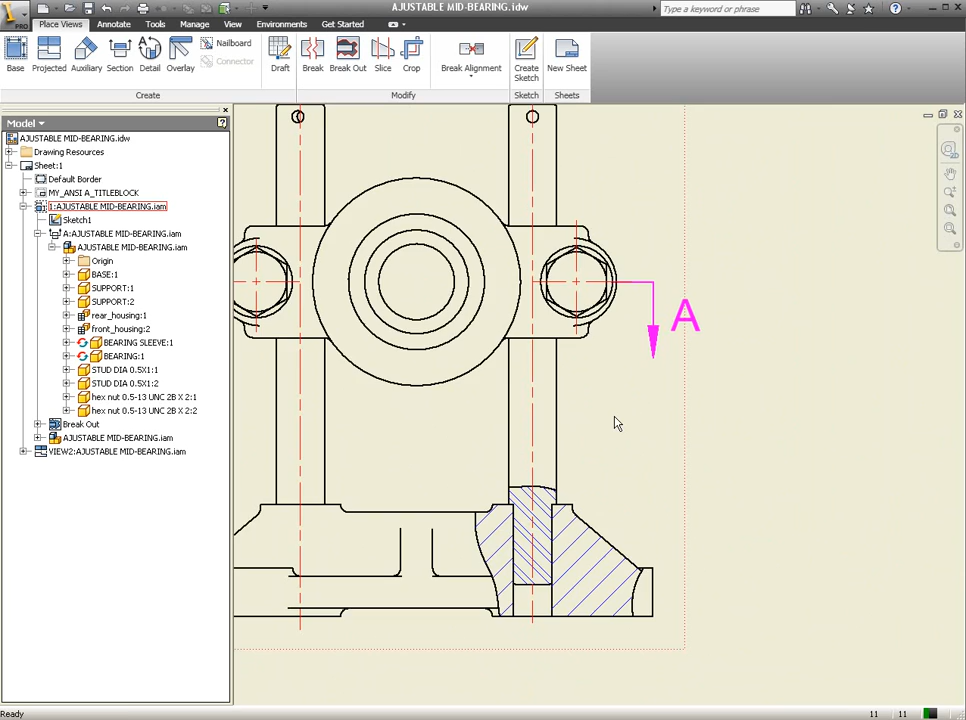 AJUSTABLE MID-BEARING.idw
Type a keyword or phrase
PRO
Place Views Annotate Tools Manage View Environments Get Started
Base
Projected
Auxiliary
Section
Detail
Overlay
Nailboard
Connector
Draft
Break
Break Out
Slice
Crop
Break Alignment
Create
Sketch
New Sheet
Create
Modify
Sketch
Sheets
Model
AJUSTABLE MID-BEARING.idw
Drawing Resources
Sheet:1
Default Border
MY_ANSI A_TITLEBLOCK
1:AJUSTABLE MID-BEARING.iam
Sketch1
A:AJUSTABLE MID-BEARING.iam
AJUSTABLE MID-BEARING.iam
Origin
BASE:1
SUPPORT:1
SUPPORT:2
rear_housing:1
front_housing:2
BEARING SLEEVE:1
BEARING:1
STUD DIA 0.5X1:1
STUD DIA 0.5X1:2
hex nut 0.5-13 UNC 2B X 2:1
hex nut 0.5-13 UNC 2B X 2:2
Break Out
AJUSTABLE MID-BEARING.iam
VIEW2:AJUSTABLE MID-BEARING.iam
A
Ready
11 11